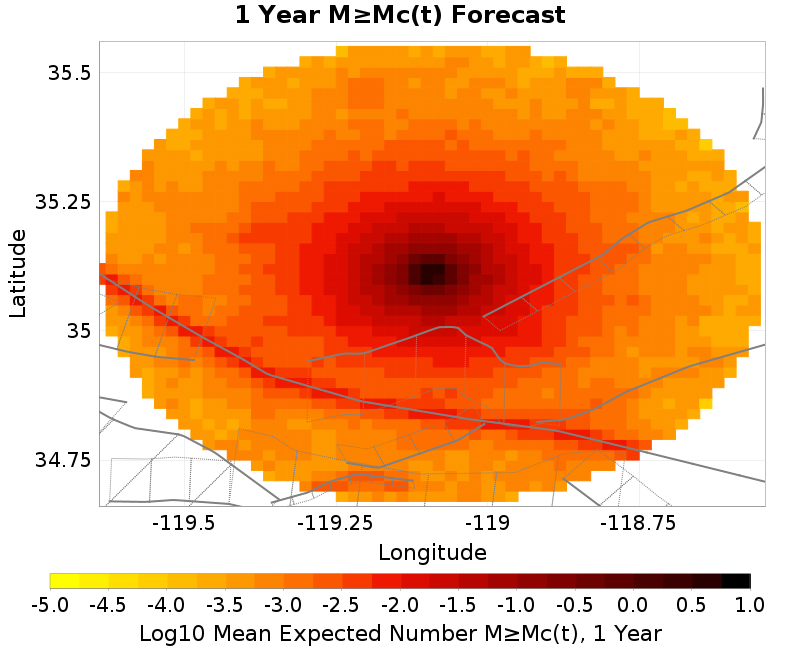 1 Year M≥Mc(t) Forecast
35.5
35.25
35
34.75
Latitude
-119.5 -119.25 -119 -118.75
Longitude
-5.0 -4.5 -4.0 -3.5 -3.0 -2.5 -2.0 -1.5 -1.0 -0.5 0.0 0.5 1.0
Log10 Mean Expected Number M≥Mc(t), 1 Year